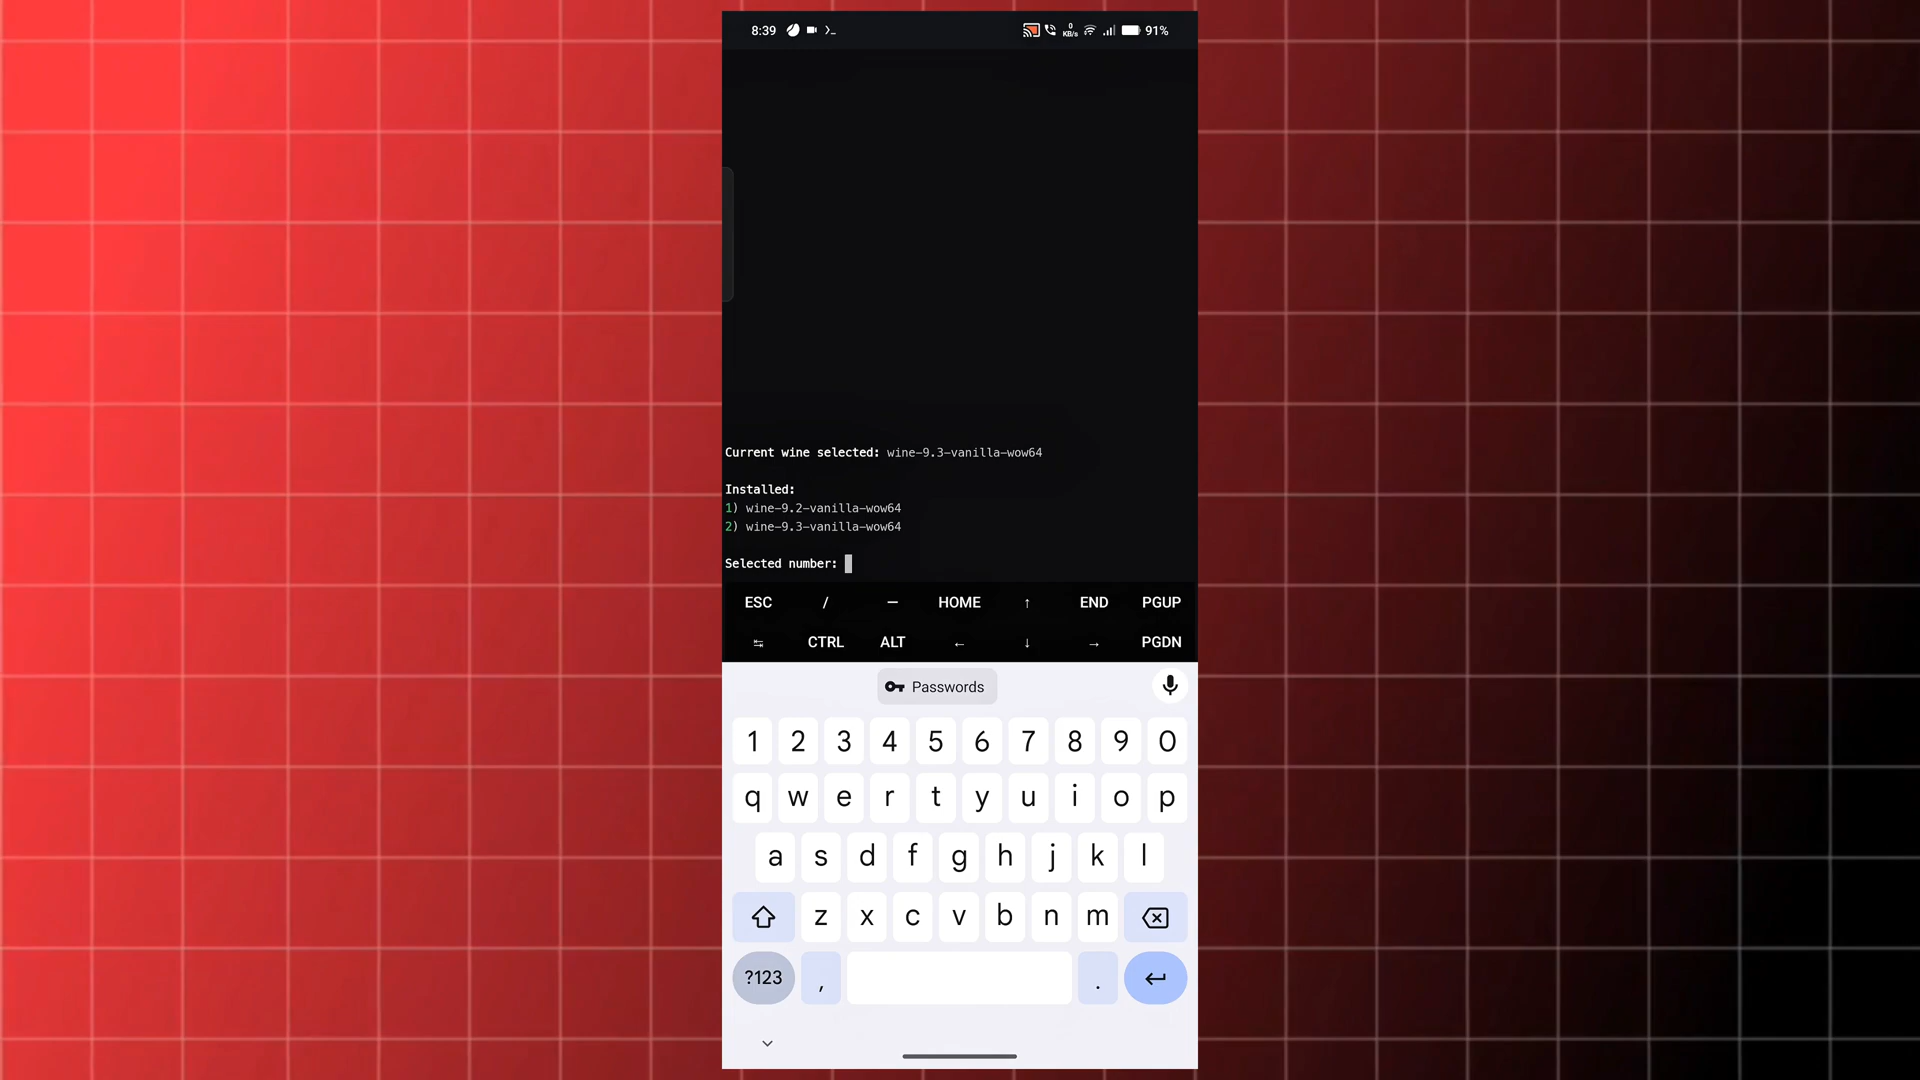 8:39 0 KB/s 91%
Current wine selected: wine-9.3-vanilla-wow64
Installed:
1) wine-9.2-vanilla-wow64
2) wine-9.3-vanilla-wow64
Selected number:
ESC / — HOME ↑ END PGUP
↹ CTRL ALT ← ↓ → PGDN
Passwords
1 2 3 4 5 6 7 8 9 0
q w e r t y u i o p
a s d f g h j k l
z x c v b n m
?123 , .